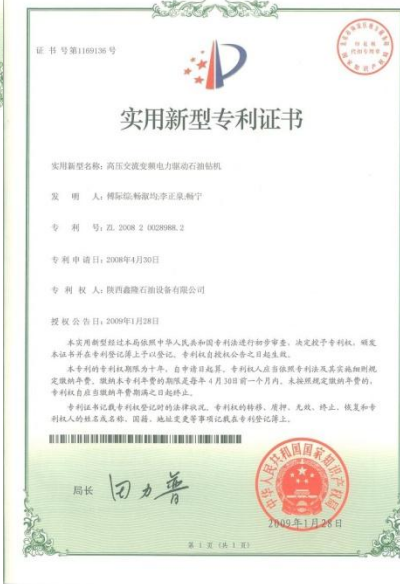 证 书 号第1169136号
实用新型专利证书
实用新型名称：高压交流变频电力驱动石油钻机
发 明 人：傅际综;畅淑均;李正泉;畅宁
专 利 号：ZL 2008 2 0028988.2
专利申请日：2008年4月30日
专 利 权 人：陕西鑫隆石油设备有限公司
授权公告日：2009年1月28日
本实用新型经过本局依照中华人民共和国专利法进行初步审查，决定授予专利权，颁发
本证书并在专利登记簿上予以登记。专利权自授权公告之日起生效。
本专利的专利权期限为十年，自申请日起算。专利权人应当依照专利法及其实施细则规
定缴纳年费。缴纳本专利年费的期限是每年4月30日前一个月内。未按照规定缴纳年费的，
专利权自应当缴纳年费期满之日起终止。
专利证书记载专利权登记时的法律状况。专利权的转移、质押、无效、终止、恢复和专
利权人的姓名或名称、国籍、地址变更等事项记载在专利登记簿上。
局长 田力普
中华人民共和国国家知识产权局
2009年1月28日
第 1 页 (共 1 页)